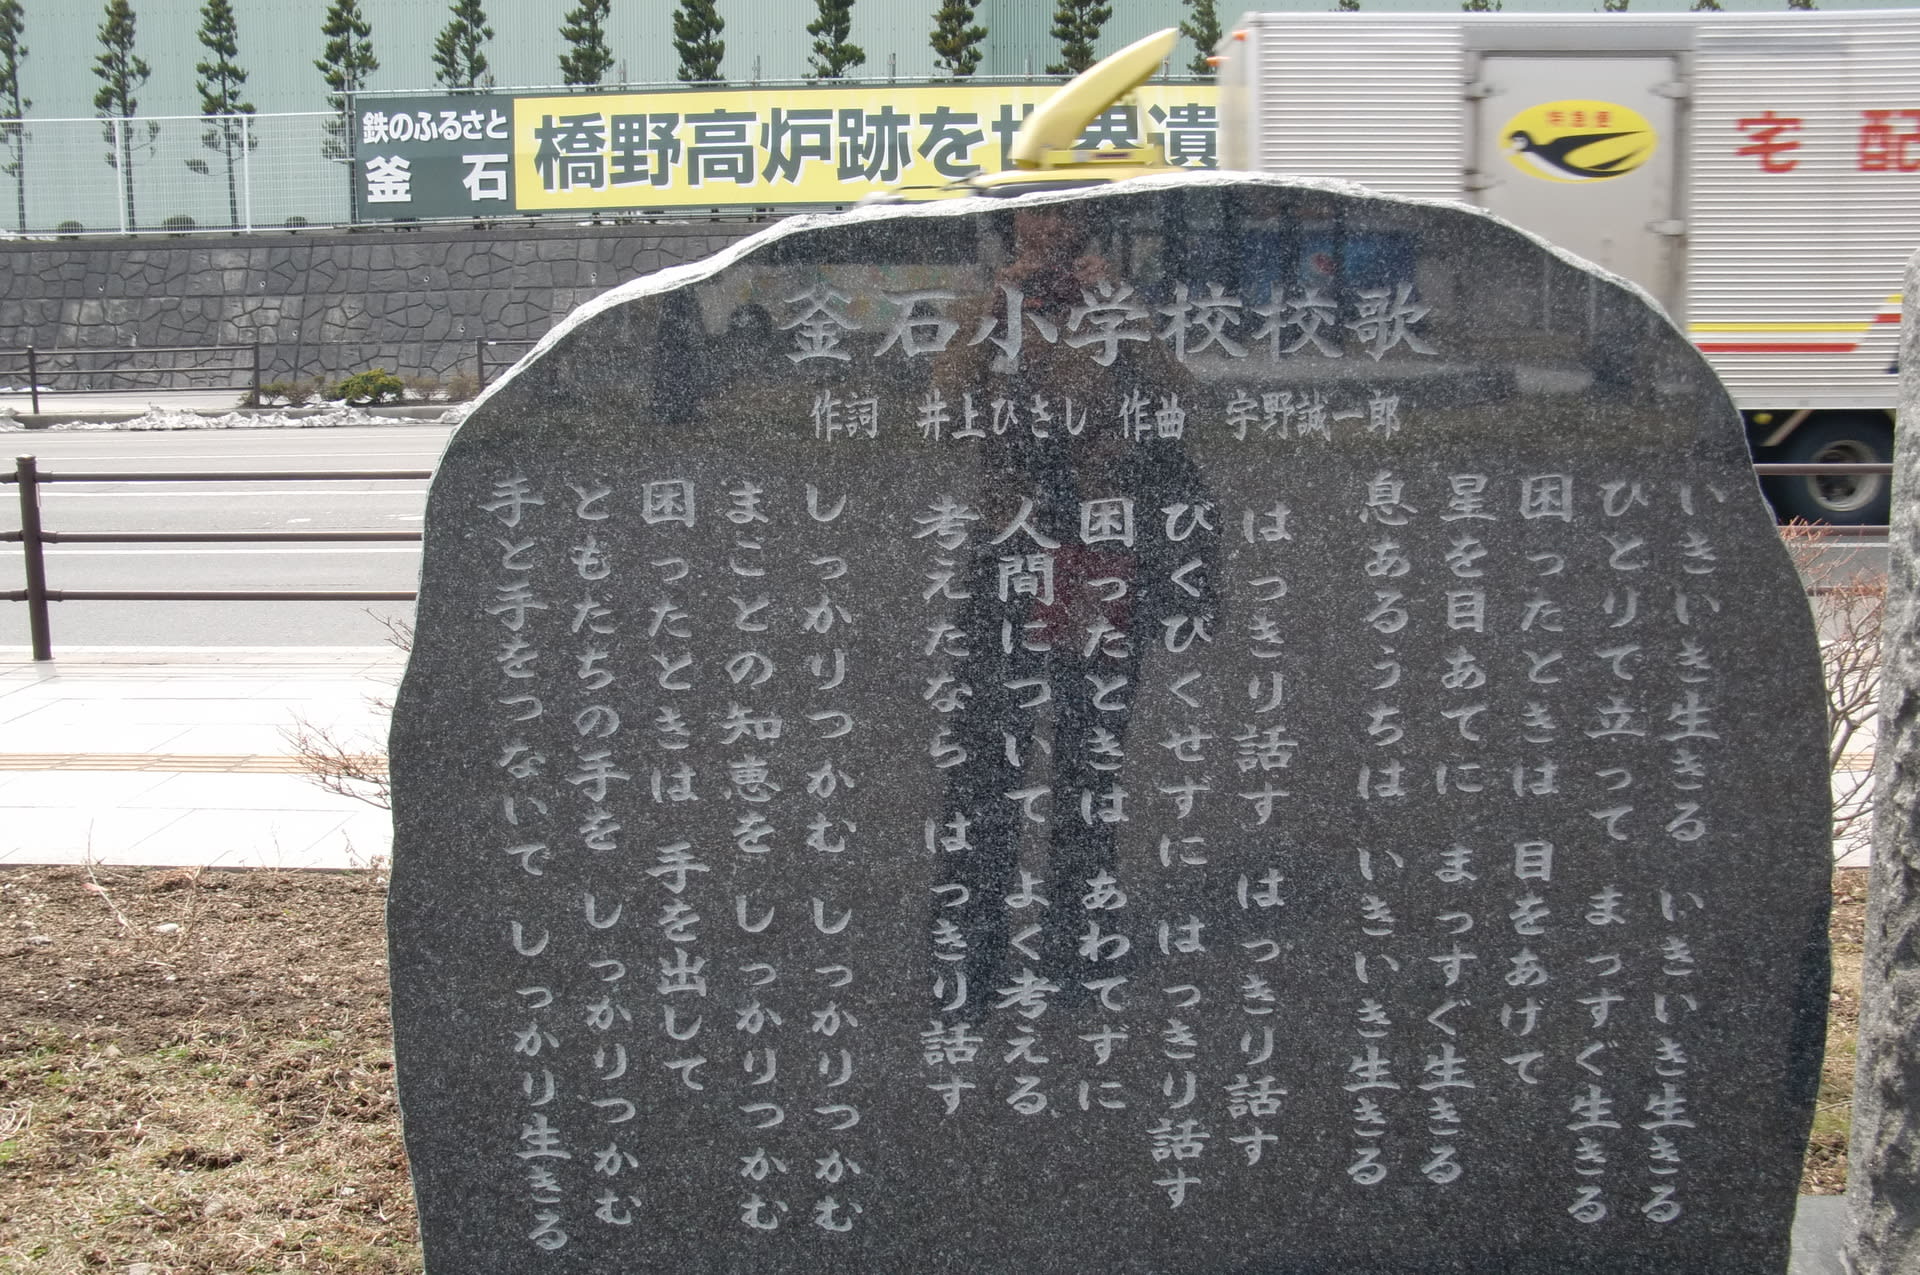 鉄のふるさと
釜石
橋野高炉跡を世界遺
特急便
宅配
釜石小学校校歌
作詞 井上ひさし 作曲 宇野誠一郎
いきいき生きる いきいき生きる
ひとりで立って まっすぐ生きる
困ったときは 目をあげて
星を目あてに まっすぐ生きる
息あるうちは いきいき生きる
はっきり話す はっきり話す
びくびくせずに はっきり話す
困ったときは あわてずに
人間について よく考える
考えたなら はっきり話す
しっかりつかむ しっかりつかむ
まことの知恵を しっかりつかむ
困ったときは 手を出して
ともだちの手を しっかりつかむ
手と手をつないで しっかり生きる